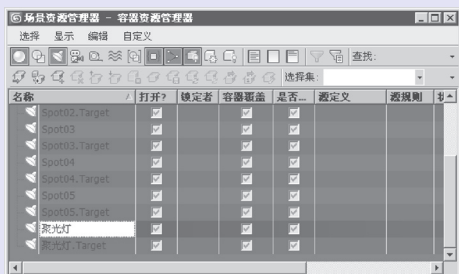 场景资源管理器 - 容器资源管理器
选择 显示 编辑 自定义
查找:
选择集:
名称 / 打开? 锁定者 容器覆盖 是否... 源定义 源规则
Spot02.Target
Spot03
Spot03.Target
Spot04
Spot04.Target
Spot05
Spot05.Target
聚光灯
聚光灯.Target